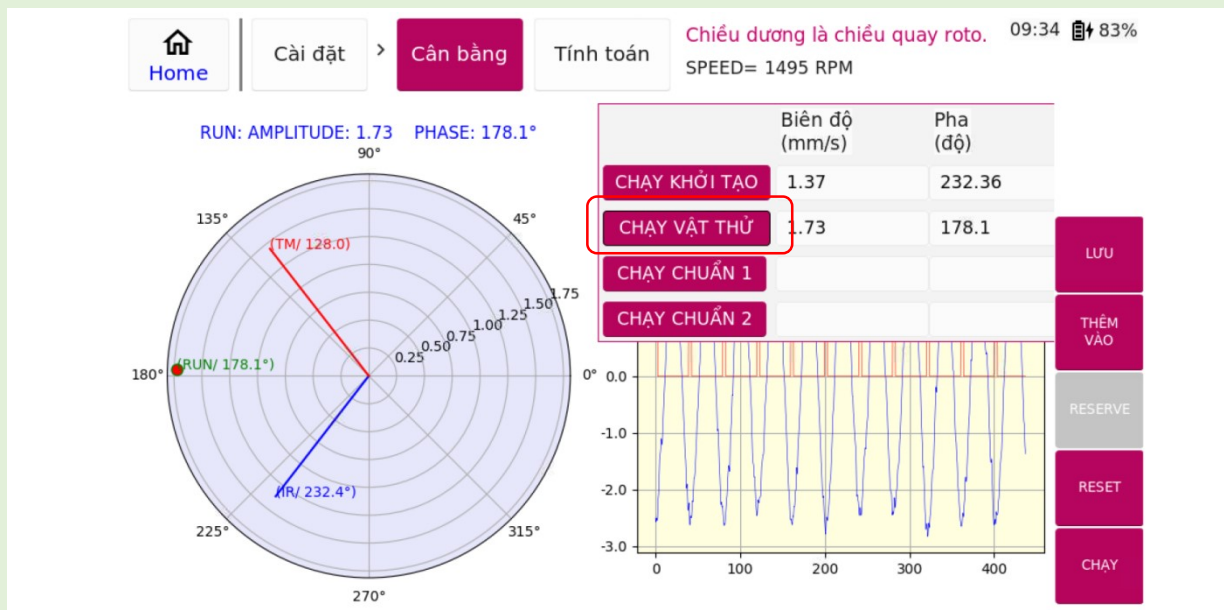 Home
Cài đặt
>
Cân bằng
Tính toán
Chiều dương là chiều quay roto.
SPEED= 1495 RPM
09:34
83%
RUN: AMPLITUDE: 1.73 PHASE: 178.1°
90°
135°
45°
(TM/ 128.0)
1.75
1.50
1.25
1.00
0.75
0.50
0.25
(RUN/ 178.1°)
180°
0°
(IR/ 232.4°)
225°
315°
270°
Biên độ
(mm/s)
Pha
(độ)
CHẠY KHỞI TẠO 1.37 232.36
CHẠY VẬT THỬ 1.73 178.1
CHẠY CHUẨN 1
CHẠY CHUẨN 2
0.0
-1.0
-2.0
-3.0
0 100 200 300 400
LƯU
THÊM
VÀO
RESERVE
RESET
CHẠY